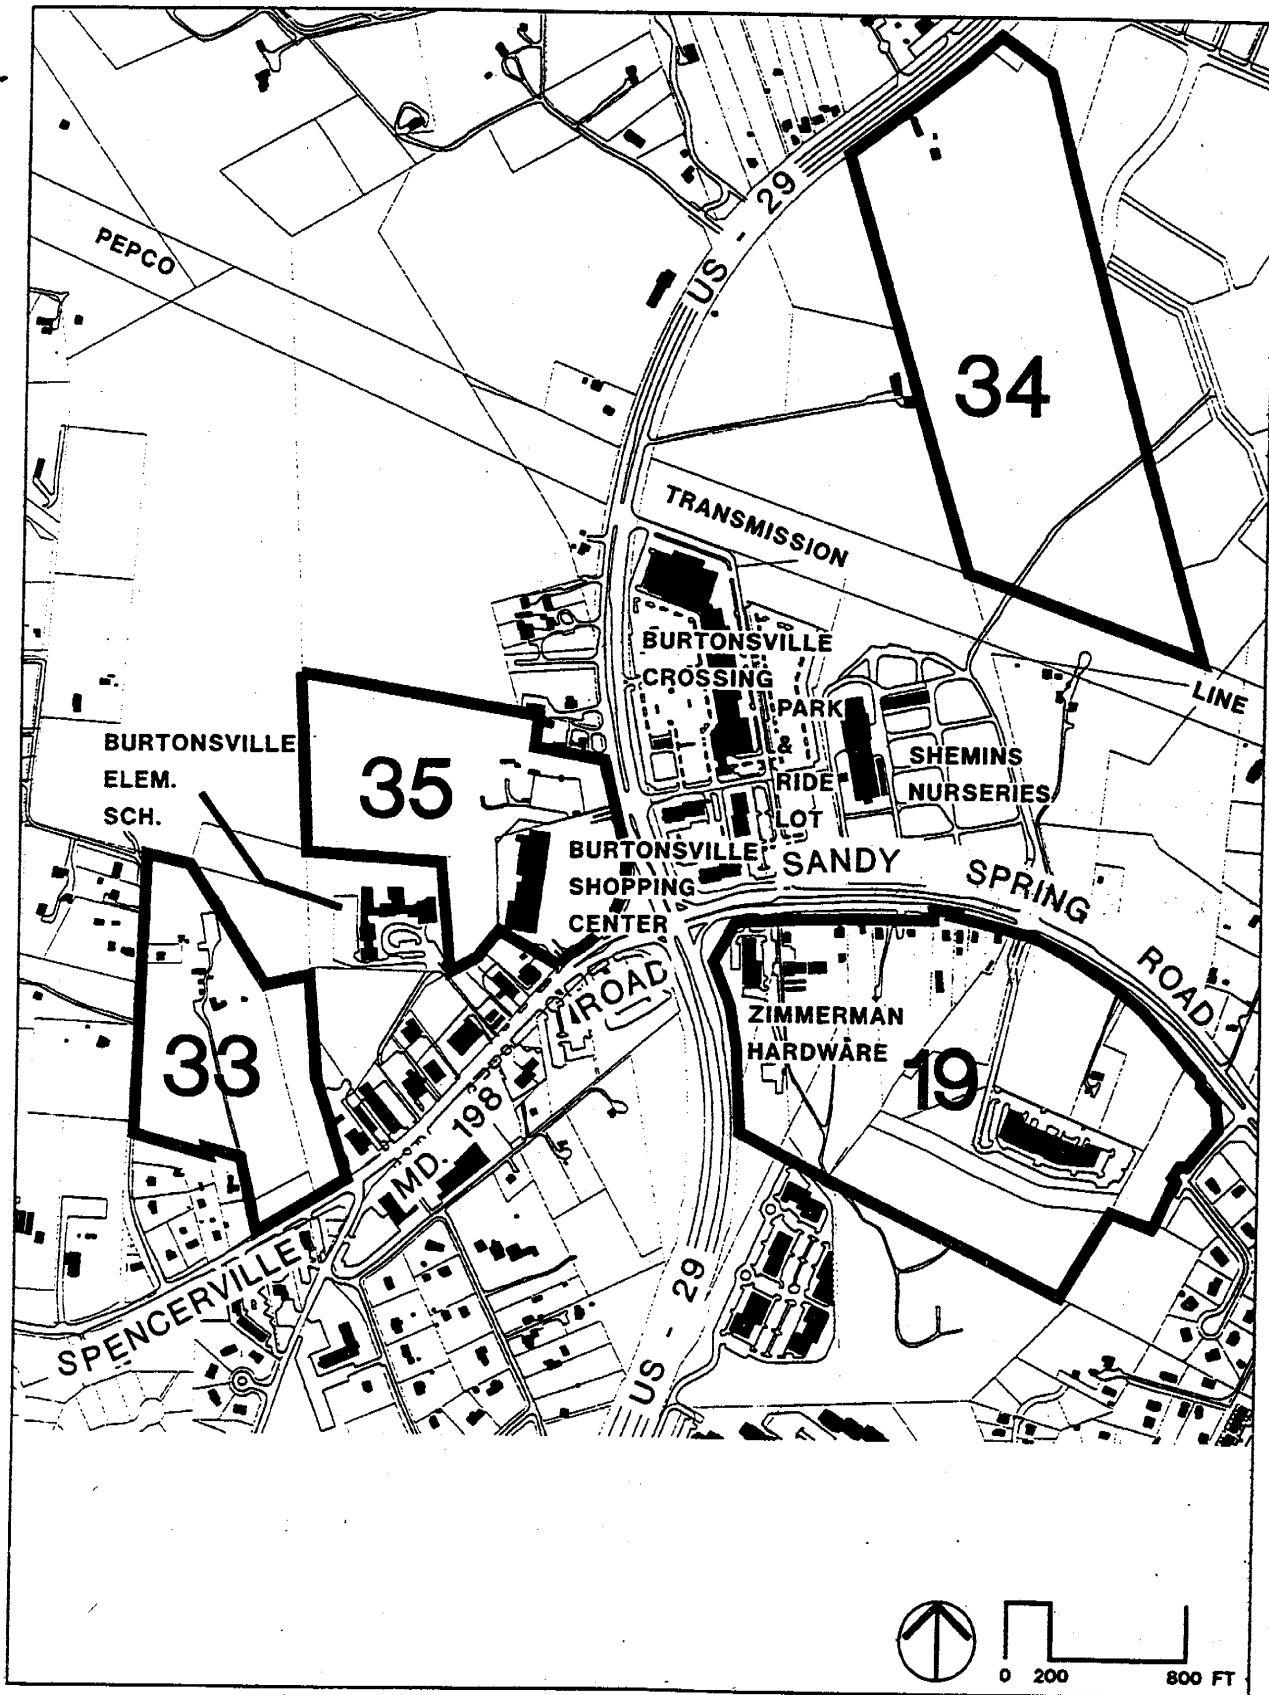 US - 29
PEPCO
34
TRANSMISSION
LINE
BURTONSVILLE
CROSSING
PARK
&
RIDE
LOT
SHEMINS
NURSERIES
BURTONSVILLE
ELEM.
SCH.
35
BURTONSVILLE
SHOPPING
CENTER
SANDY SPRING ROAD
33
ZIMMERMAN
HARDWARE
19
SPENCERVILLE ROAD
MD. 198
US - 29
0 200 800 FT